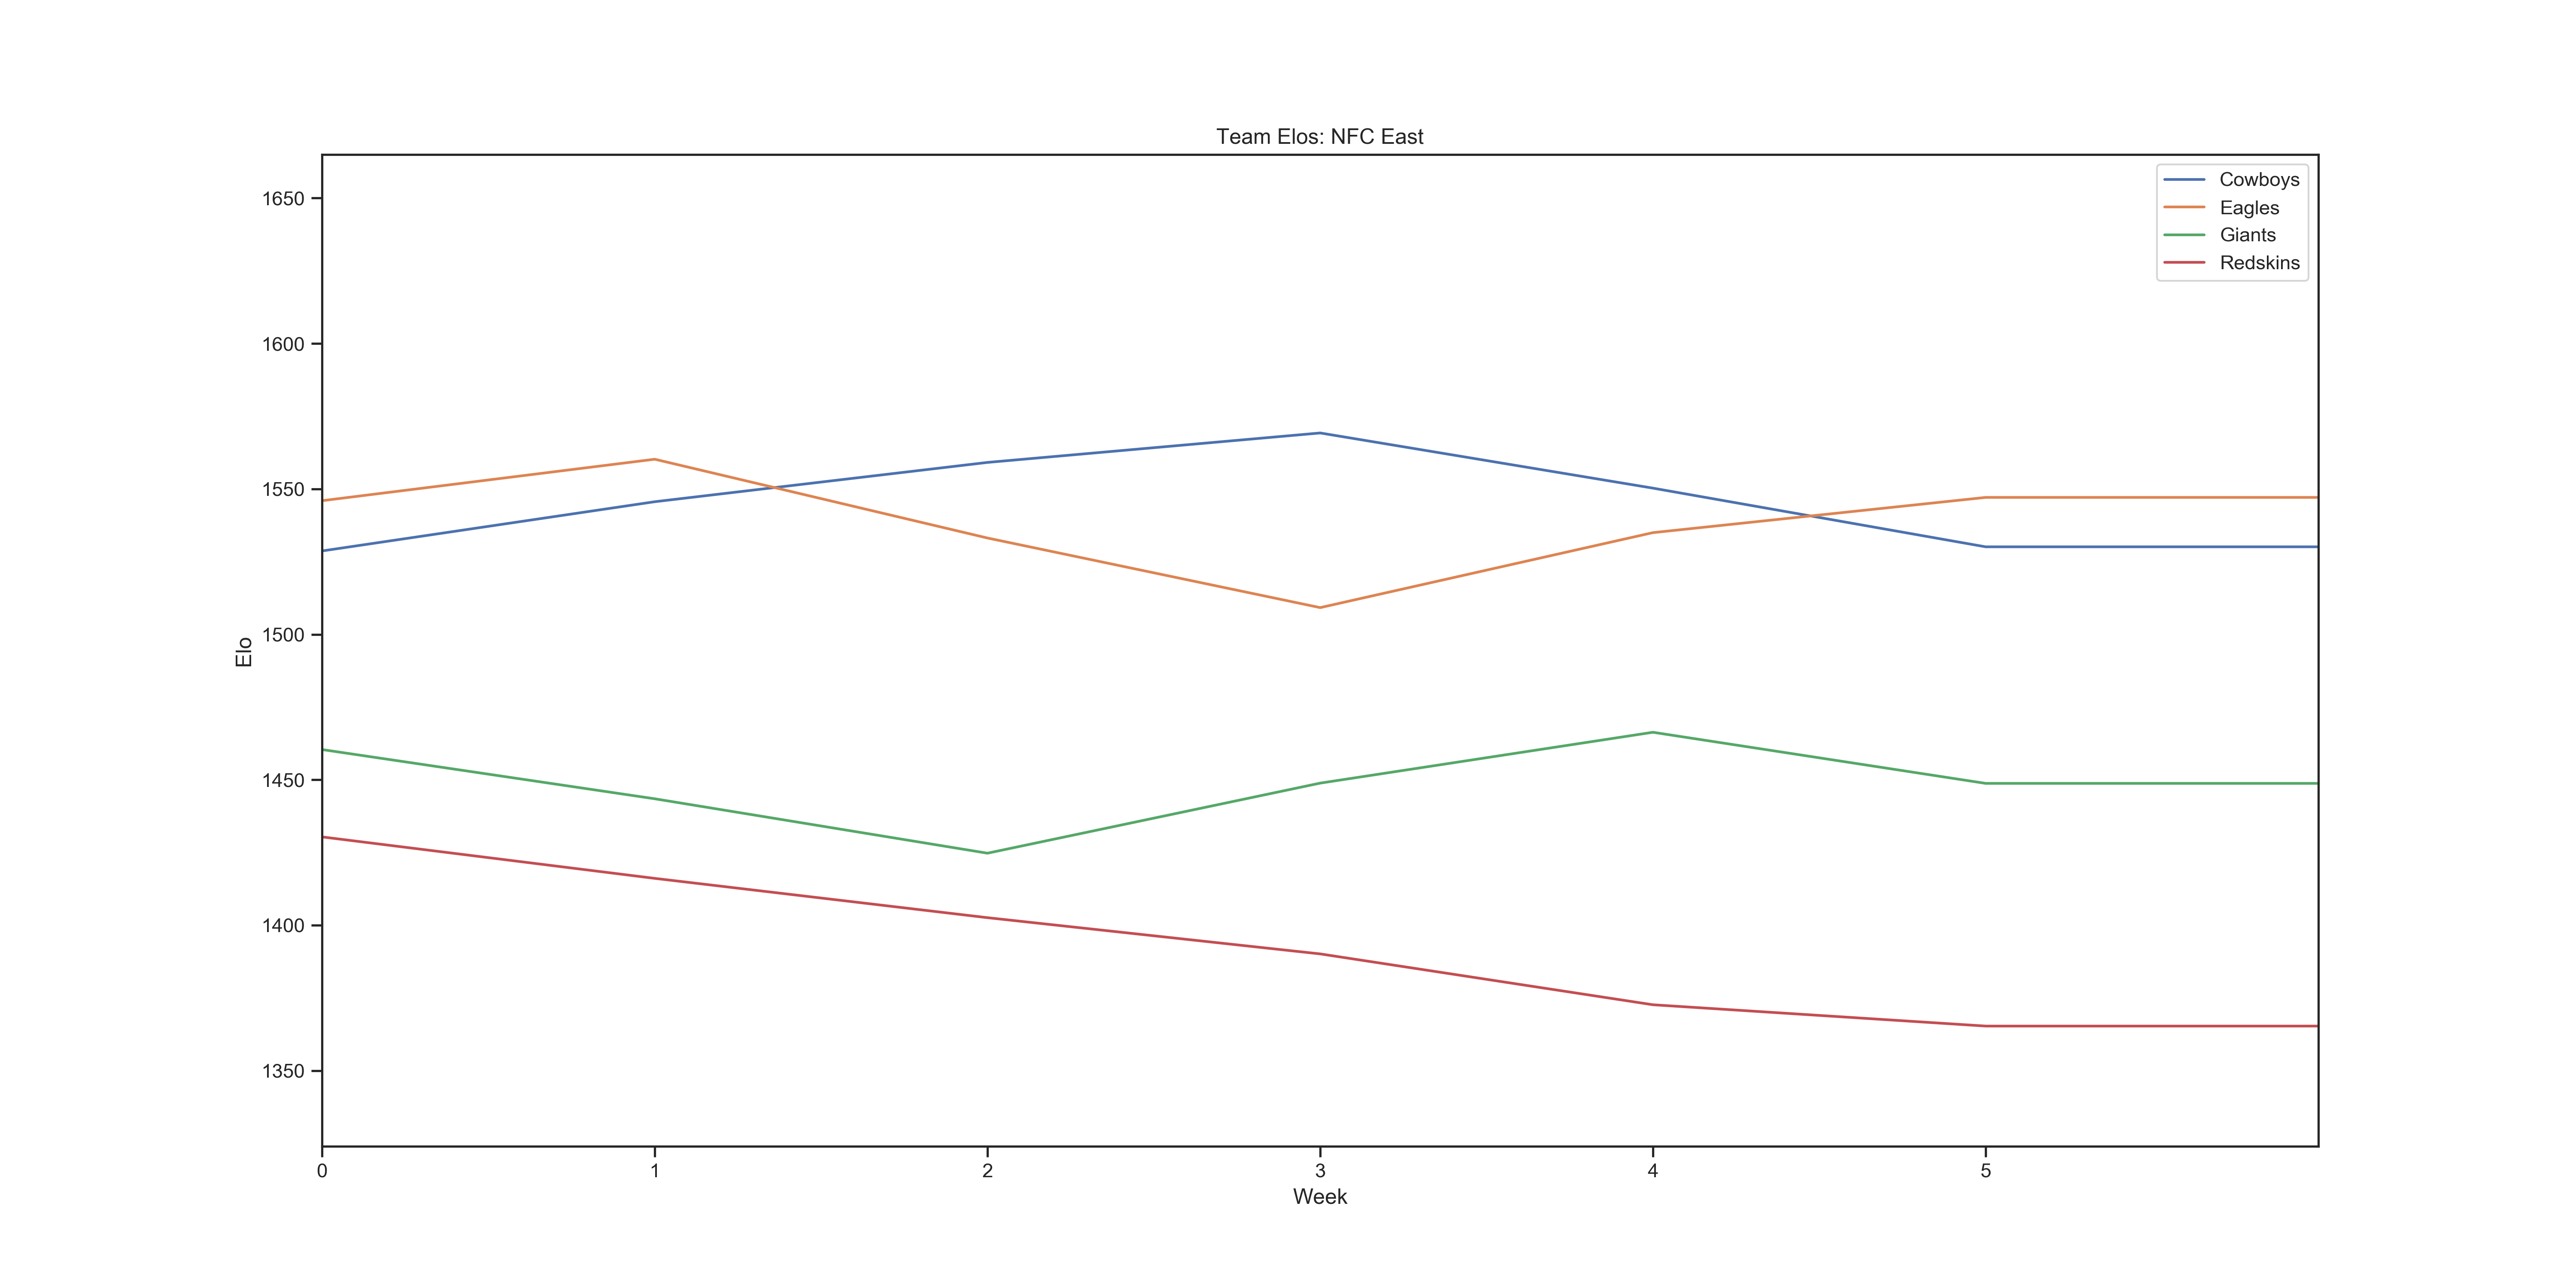 Team Elos: NFC East
Cowboys
Eagles
Giants
Redskins
1650
1600
1550
1500
1450
1400
1350
Elo
0 1 2 3 4 5
Week